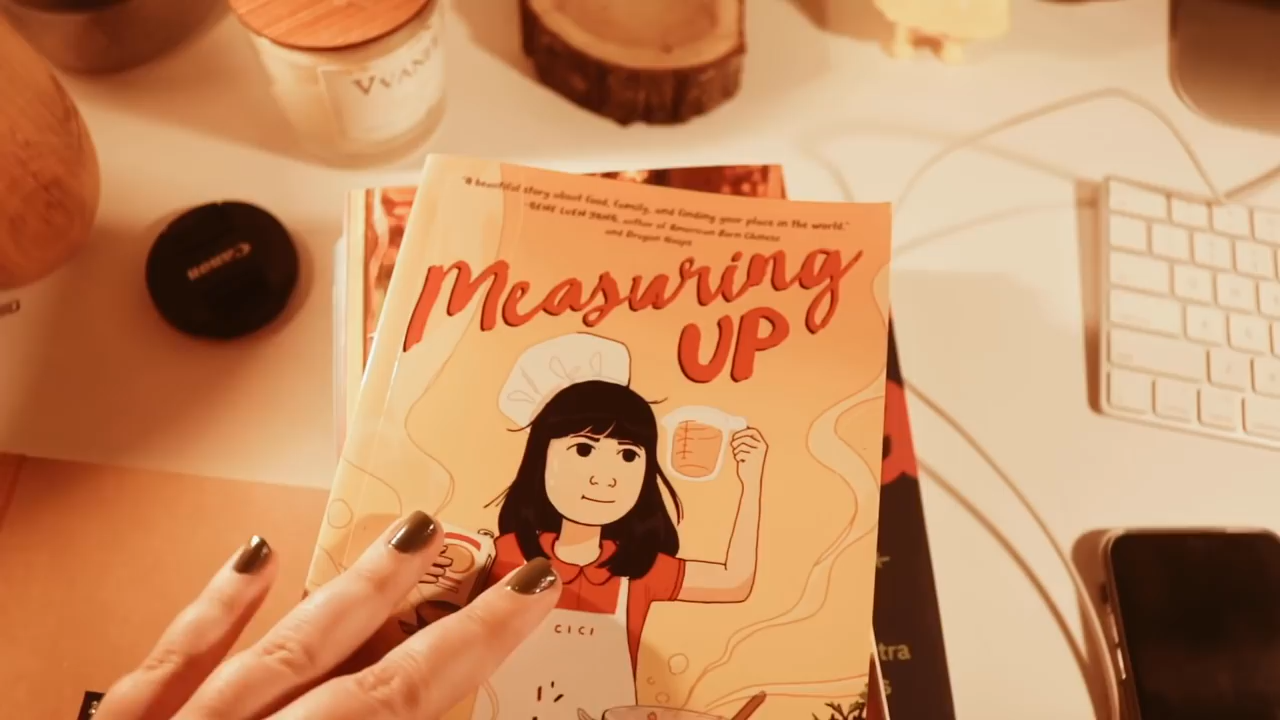 "A beautiful story about food, family, and finding your place in the world."
-GENE LUEN YANG, author of American Born Chinese
and Dragon Hoops
Measuring
UP
Canon
CICI
tra